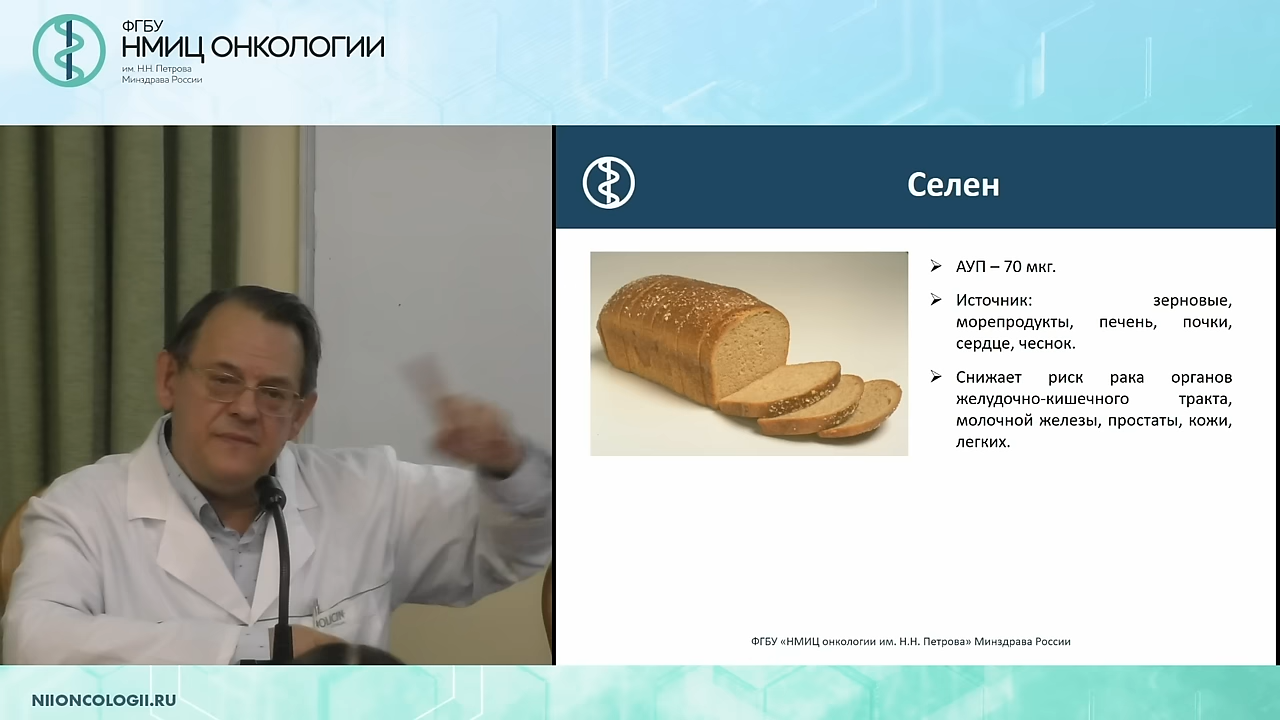 ФГБУ
НМИЦ ОНКОЛОГИИ
им. Н.Н. Петрова
Минздрава России
Селен
АУП – 70 мкг.
Источник: зерновые,
морепродукты, печень, почки,
сердце, чеснок.
Снижает риск рака органов
желудочно-кишечного тракта,
молочной железы, простаты, кожи,
легких.
ФГБУ «НМИЦ онкологии им. Н.Н. Петрова» Минздрава России
NIIONCOLOGII.RU